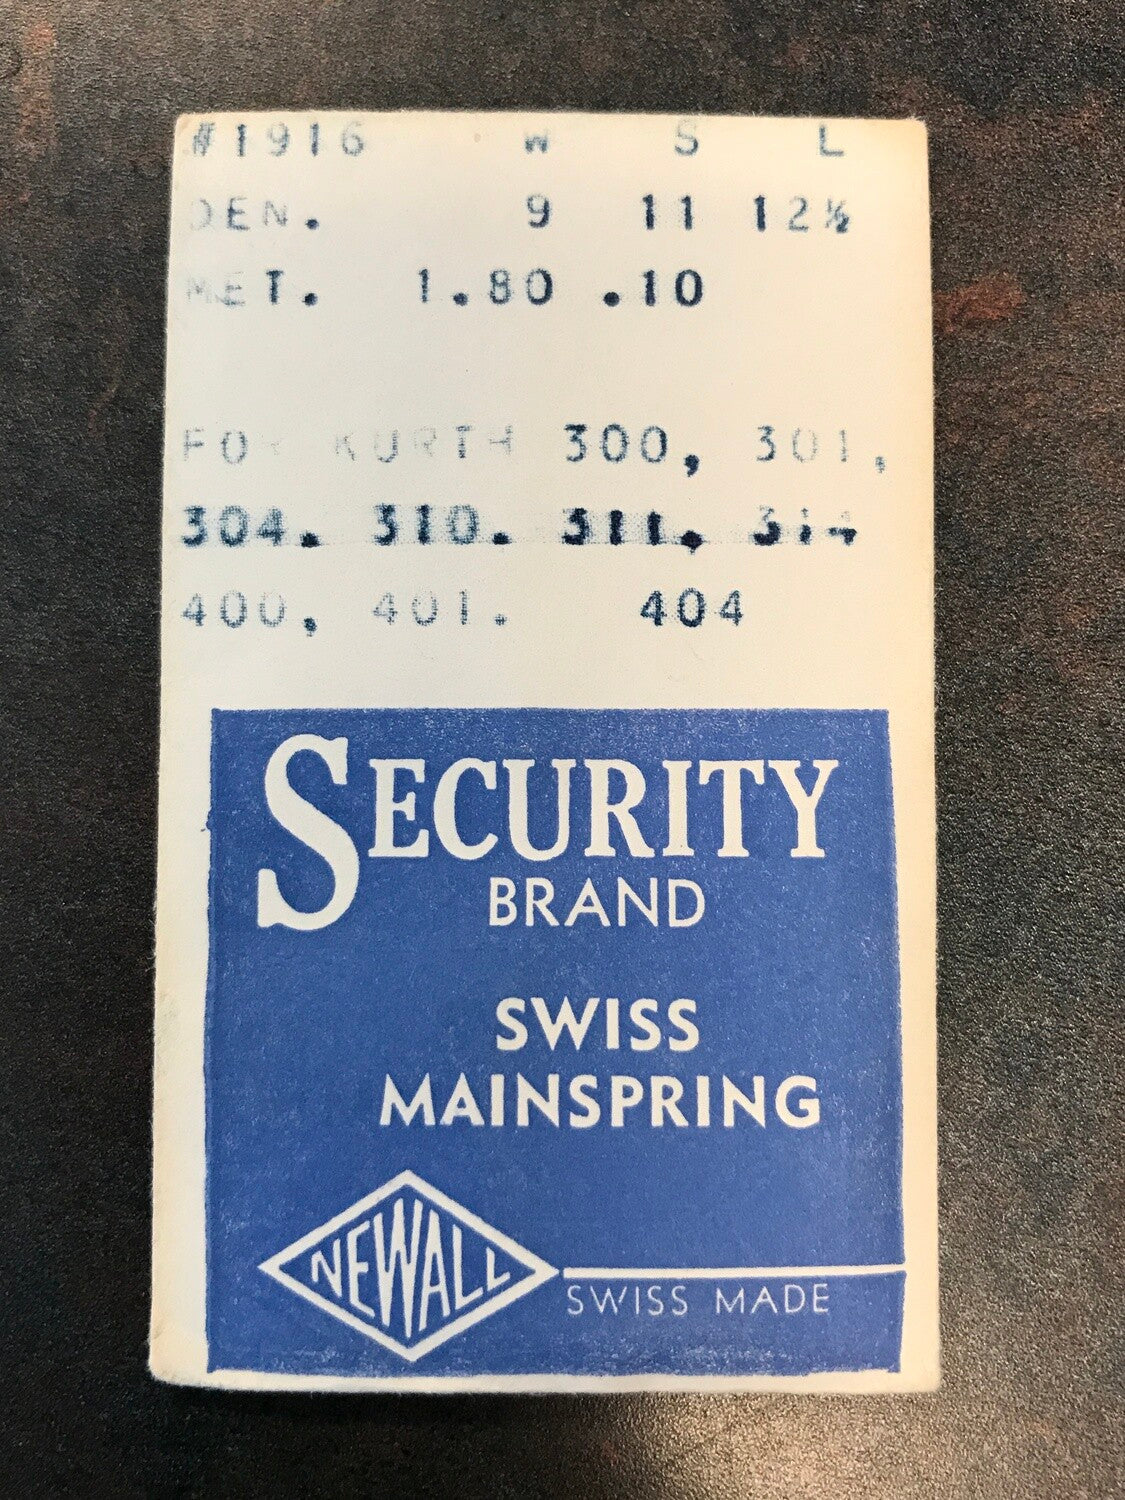 #1916 W S L
DEN. 9 11 12½
MET. 1.80 .10
FOR KURTH 300, 301,
304. 310. 311, 314
400, 401. 404
SECURITY
BRAND
SWISS
MAINSPRING
NEWALL
SWISS MADE